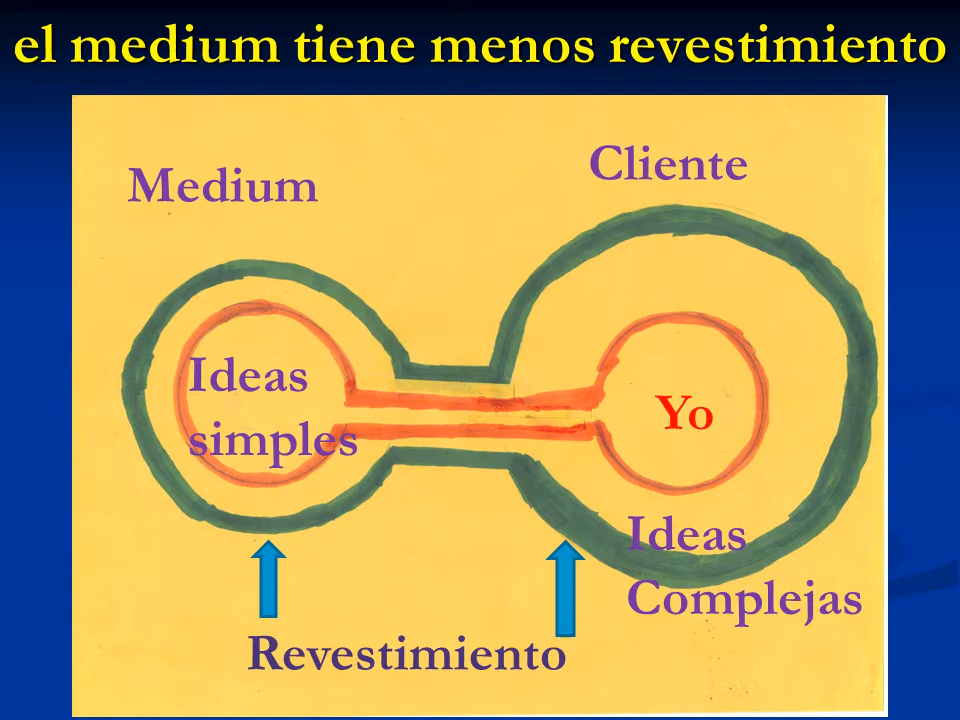 el medium tiene menos revestimiento
Cliente
Medium
Ideas
simples
Yo
Ideas
Complejas
Revestimiento